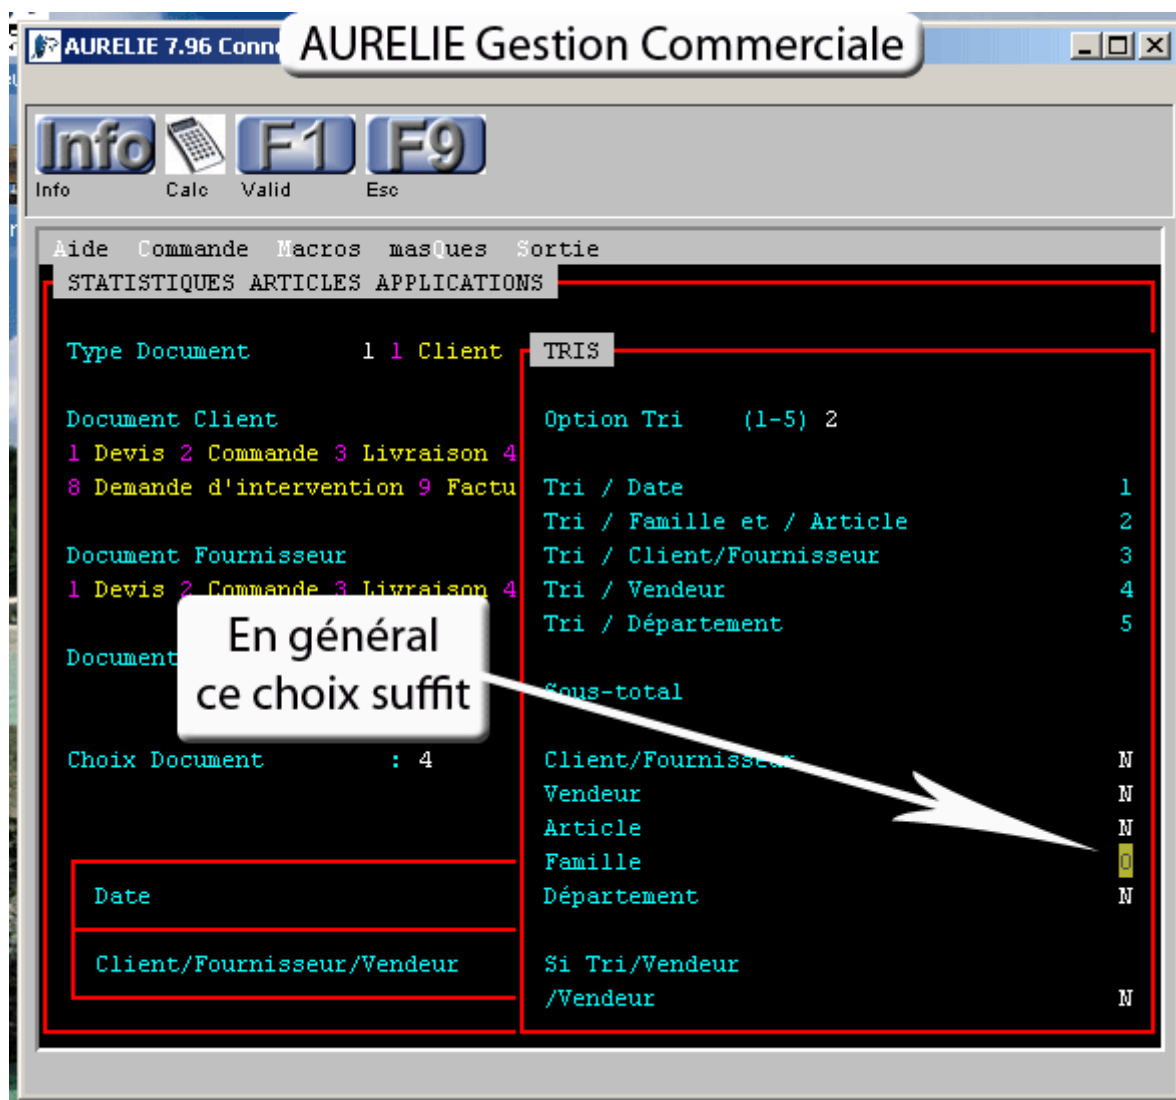 AURELIE 7.96 Conne
AURELIE Gestion Commerciale
Info F1 F9
Info Calc Valid Esc
Aide Commande Macros masQues Sortie
STATISTIQUES ARTICLES APPLICATIONS
Type Document 1 1 Client
Document Client
1 Devis 2 Commande 3 Livraison 4
8 Demande d'intervention 9 Factu
Document Fournisseur
1 Devis 2 Commande 3 Livraison 4
Document
Choix Document : 4
Date
Client/Fournisseur/Vendeur
En général
ce choix suffit
TRIS
Option Tri (1-5) 2
Tri / Date 1
Tri / Famille et / Article 2
Tri / Client/Fournisseur 3
Tri / Vendeur 4
Tri / Département 5
Sous-total
Client/Fournisseur N
Vendeur N
Article N
Famille O
Département N
Si Tri/Vendeur
/Vendeur N